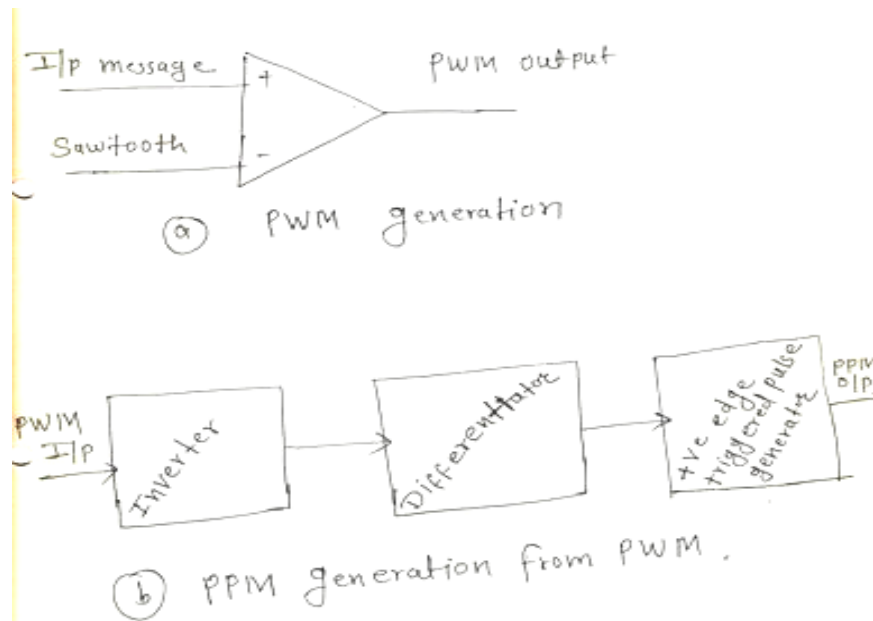 I/p message
PWM output
+
Sawtooth
-
a PWM generation
PWM
I/p
Inverter
Differentiator
+ve edge
triggered pulse
generator
PPM
O/P
b PPM generation from PWM.